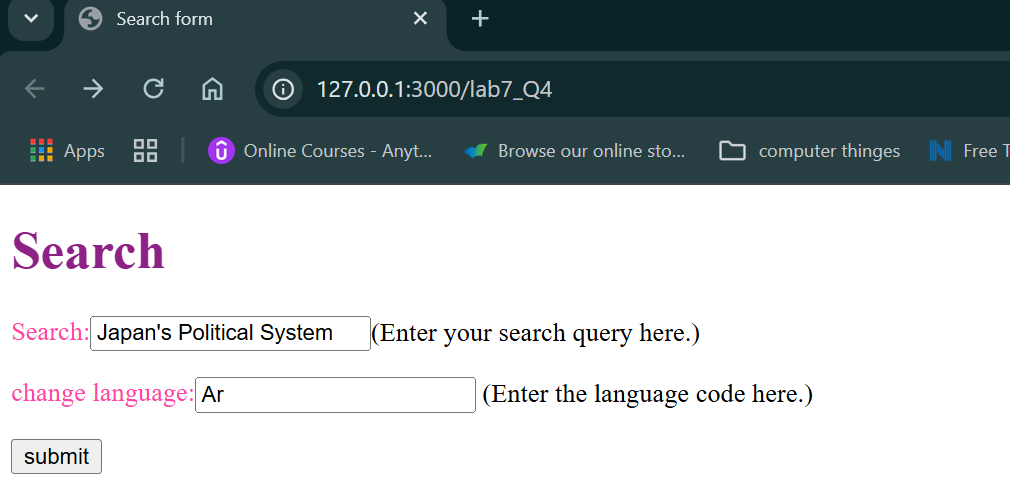 Search form
127.0.0.1:3000/lab7_Q4
Apps Online Courses - Anyt... Browse our online sto... computer thinges Free T
Search
Search: Japan's Political System (Enter your search query here.)
change language: Ar (Enter the language code here.)
submit